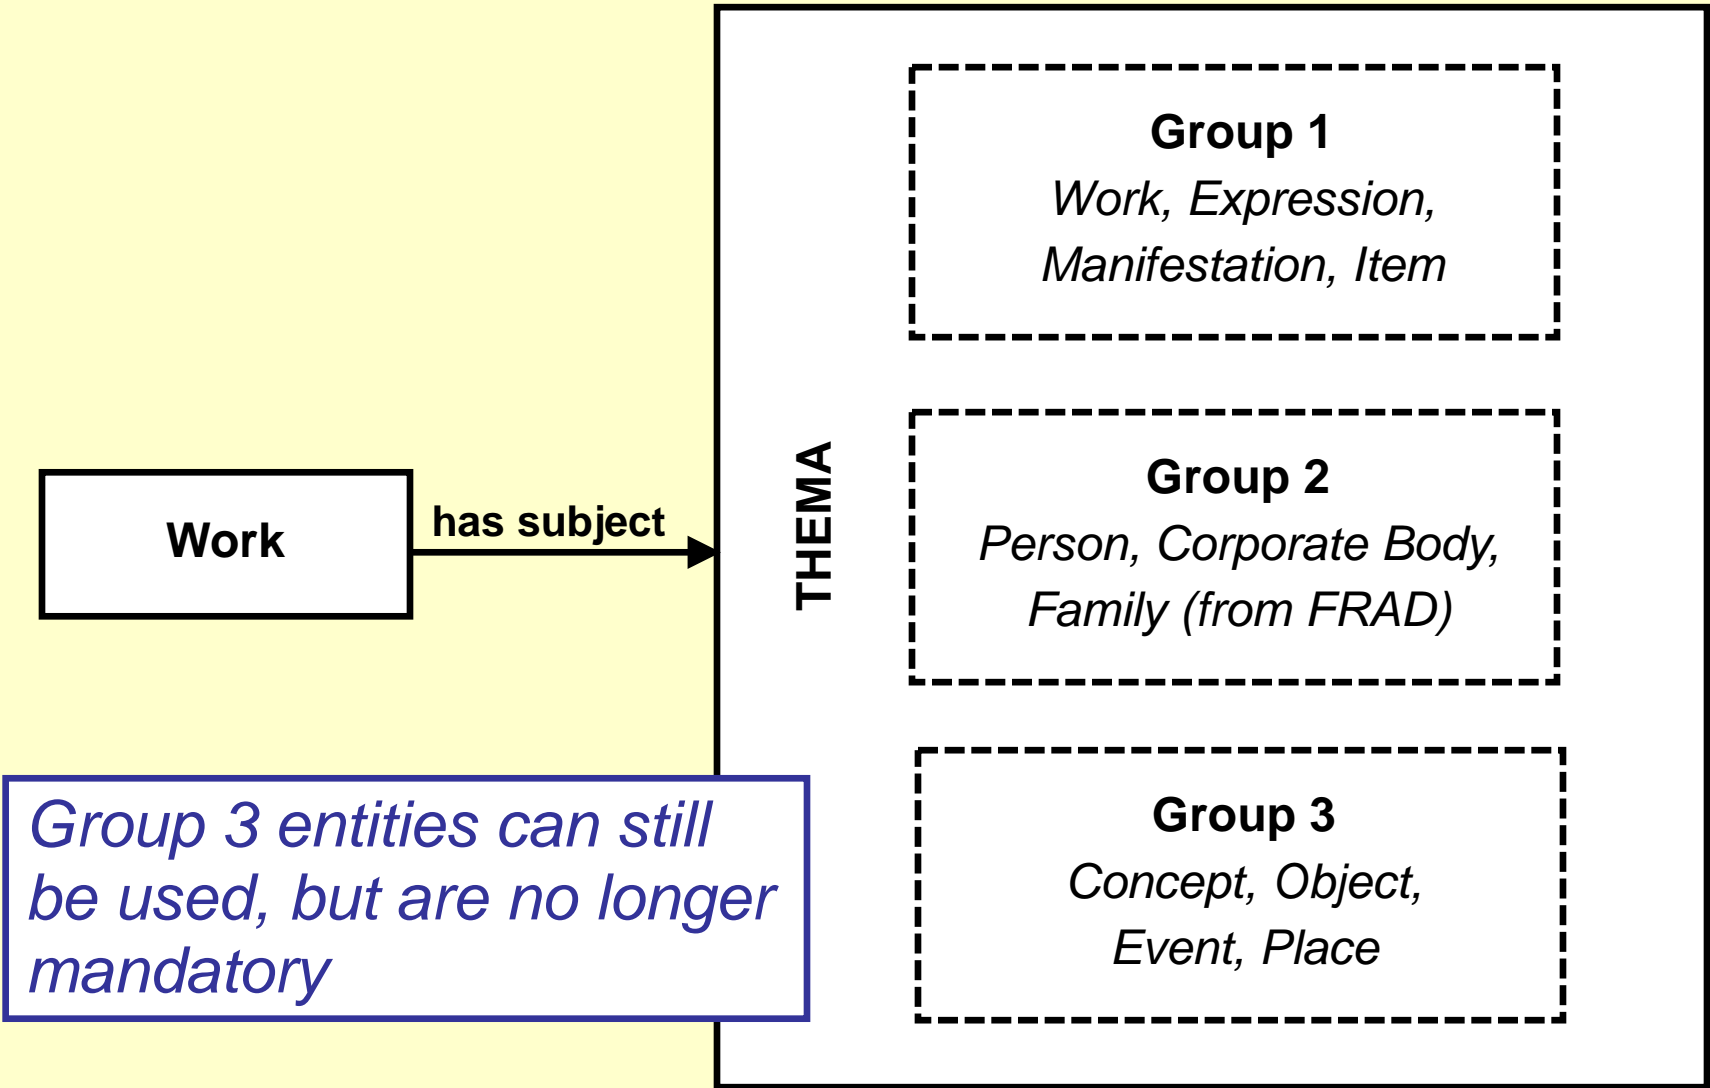 Work
has subject
THEMA
Group 1
Work, Expression,
Manifestation, Item
Group 2
Person, Corporate Body,
Family (from FRAD)
Group 3
Concept, Object,
Event, Place
Group 3 entities can still
be used, but are no longer
mandatory